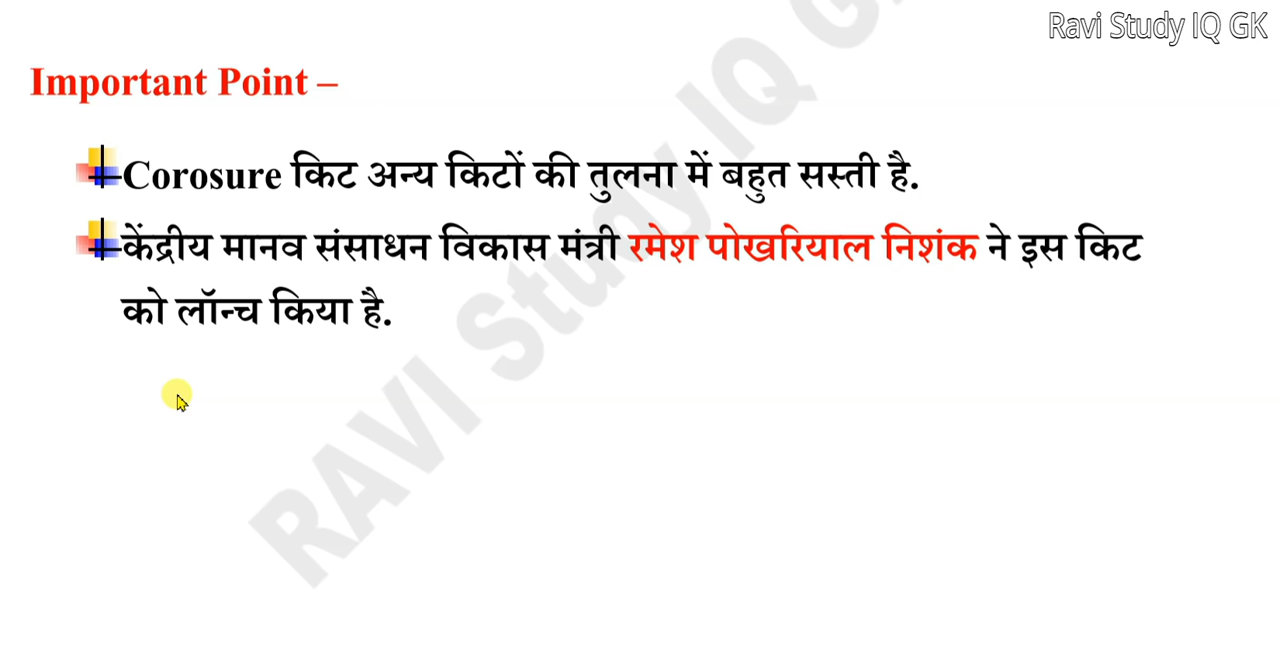 Ravi Study IQ GK
Important Point –
Corosure किट अन्य किटों की तुलना में बहुत सस्ती है.
केंद्रीय मानव संसाधन विकास मंत्री रमेश पोखरियाल निशंक ने इस किट
को लॉन्च किया है.
RAVI Study IQ G